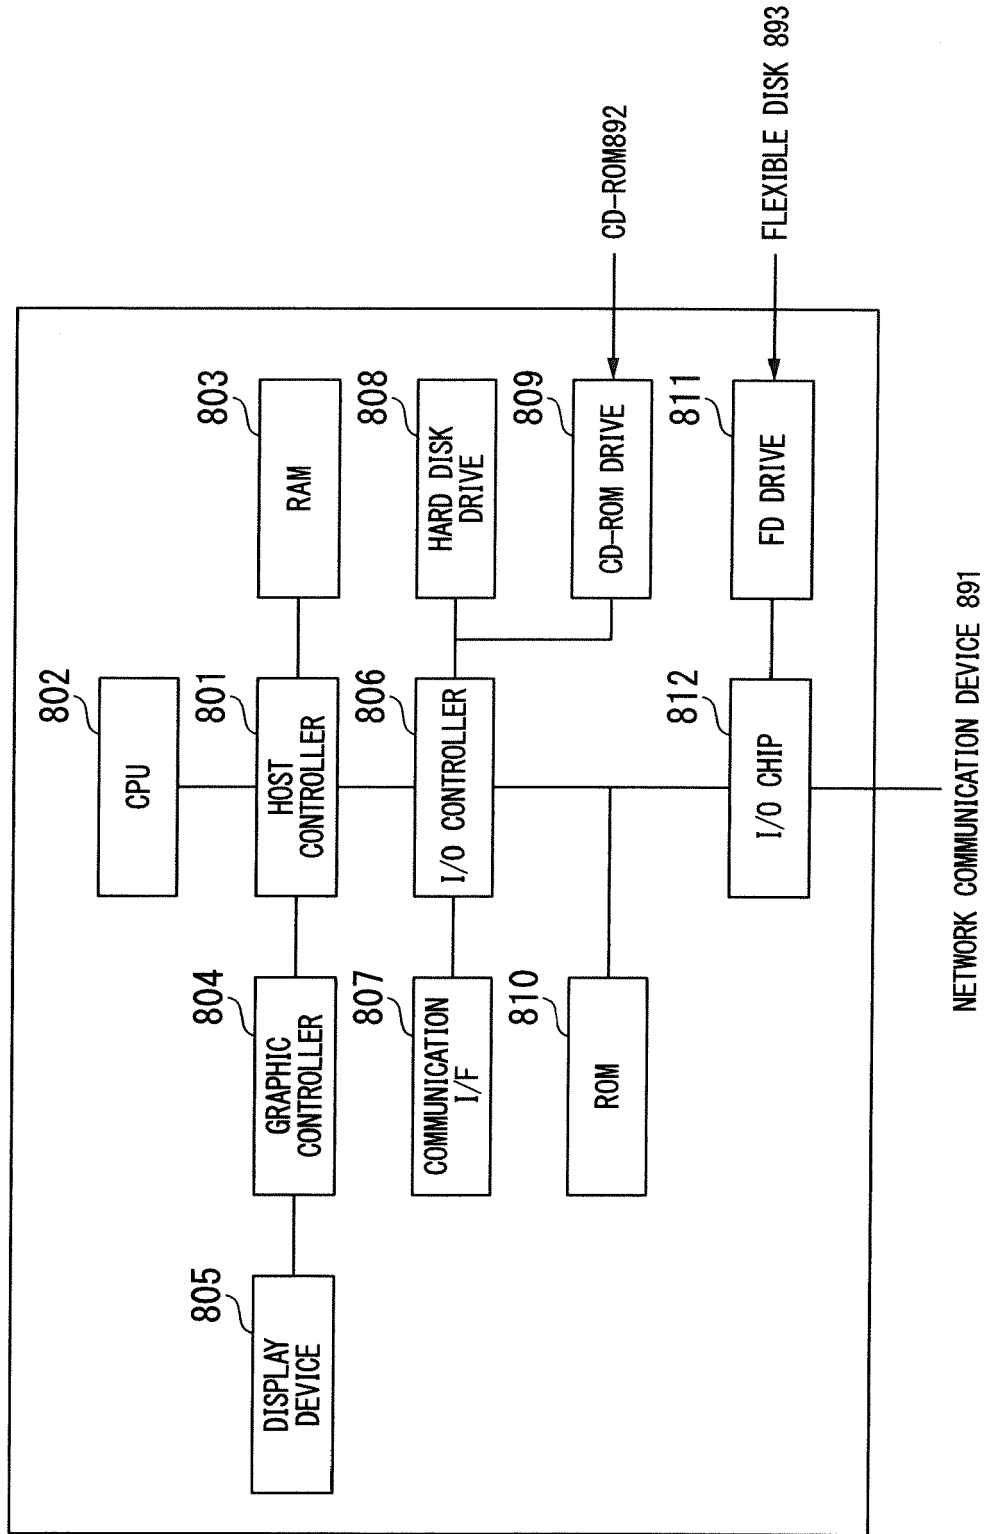 802
CPU
805
DISPLAY
DEVICE
804
GRAPHIC
CONTROLLER
801
HOST
CONTROLLER
803
RAM
807
COMMUNICATION
I/F
806
I/O CONTROLLER
808
HARD DISK
DRIVE
810
ROM
809
CD-ROM DRIVE
CD-ROM892
812
I/O CHIP
811
FD DRIVE
FLEXIBLE DISK 893
NETWORK COMMUNICATION DEVICE 891